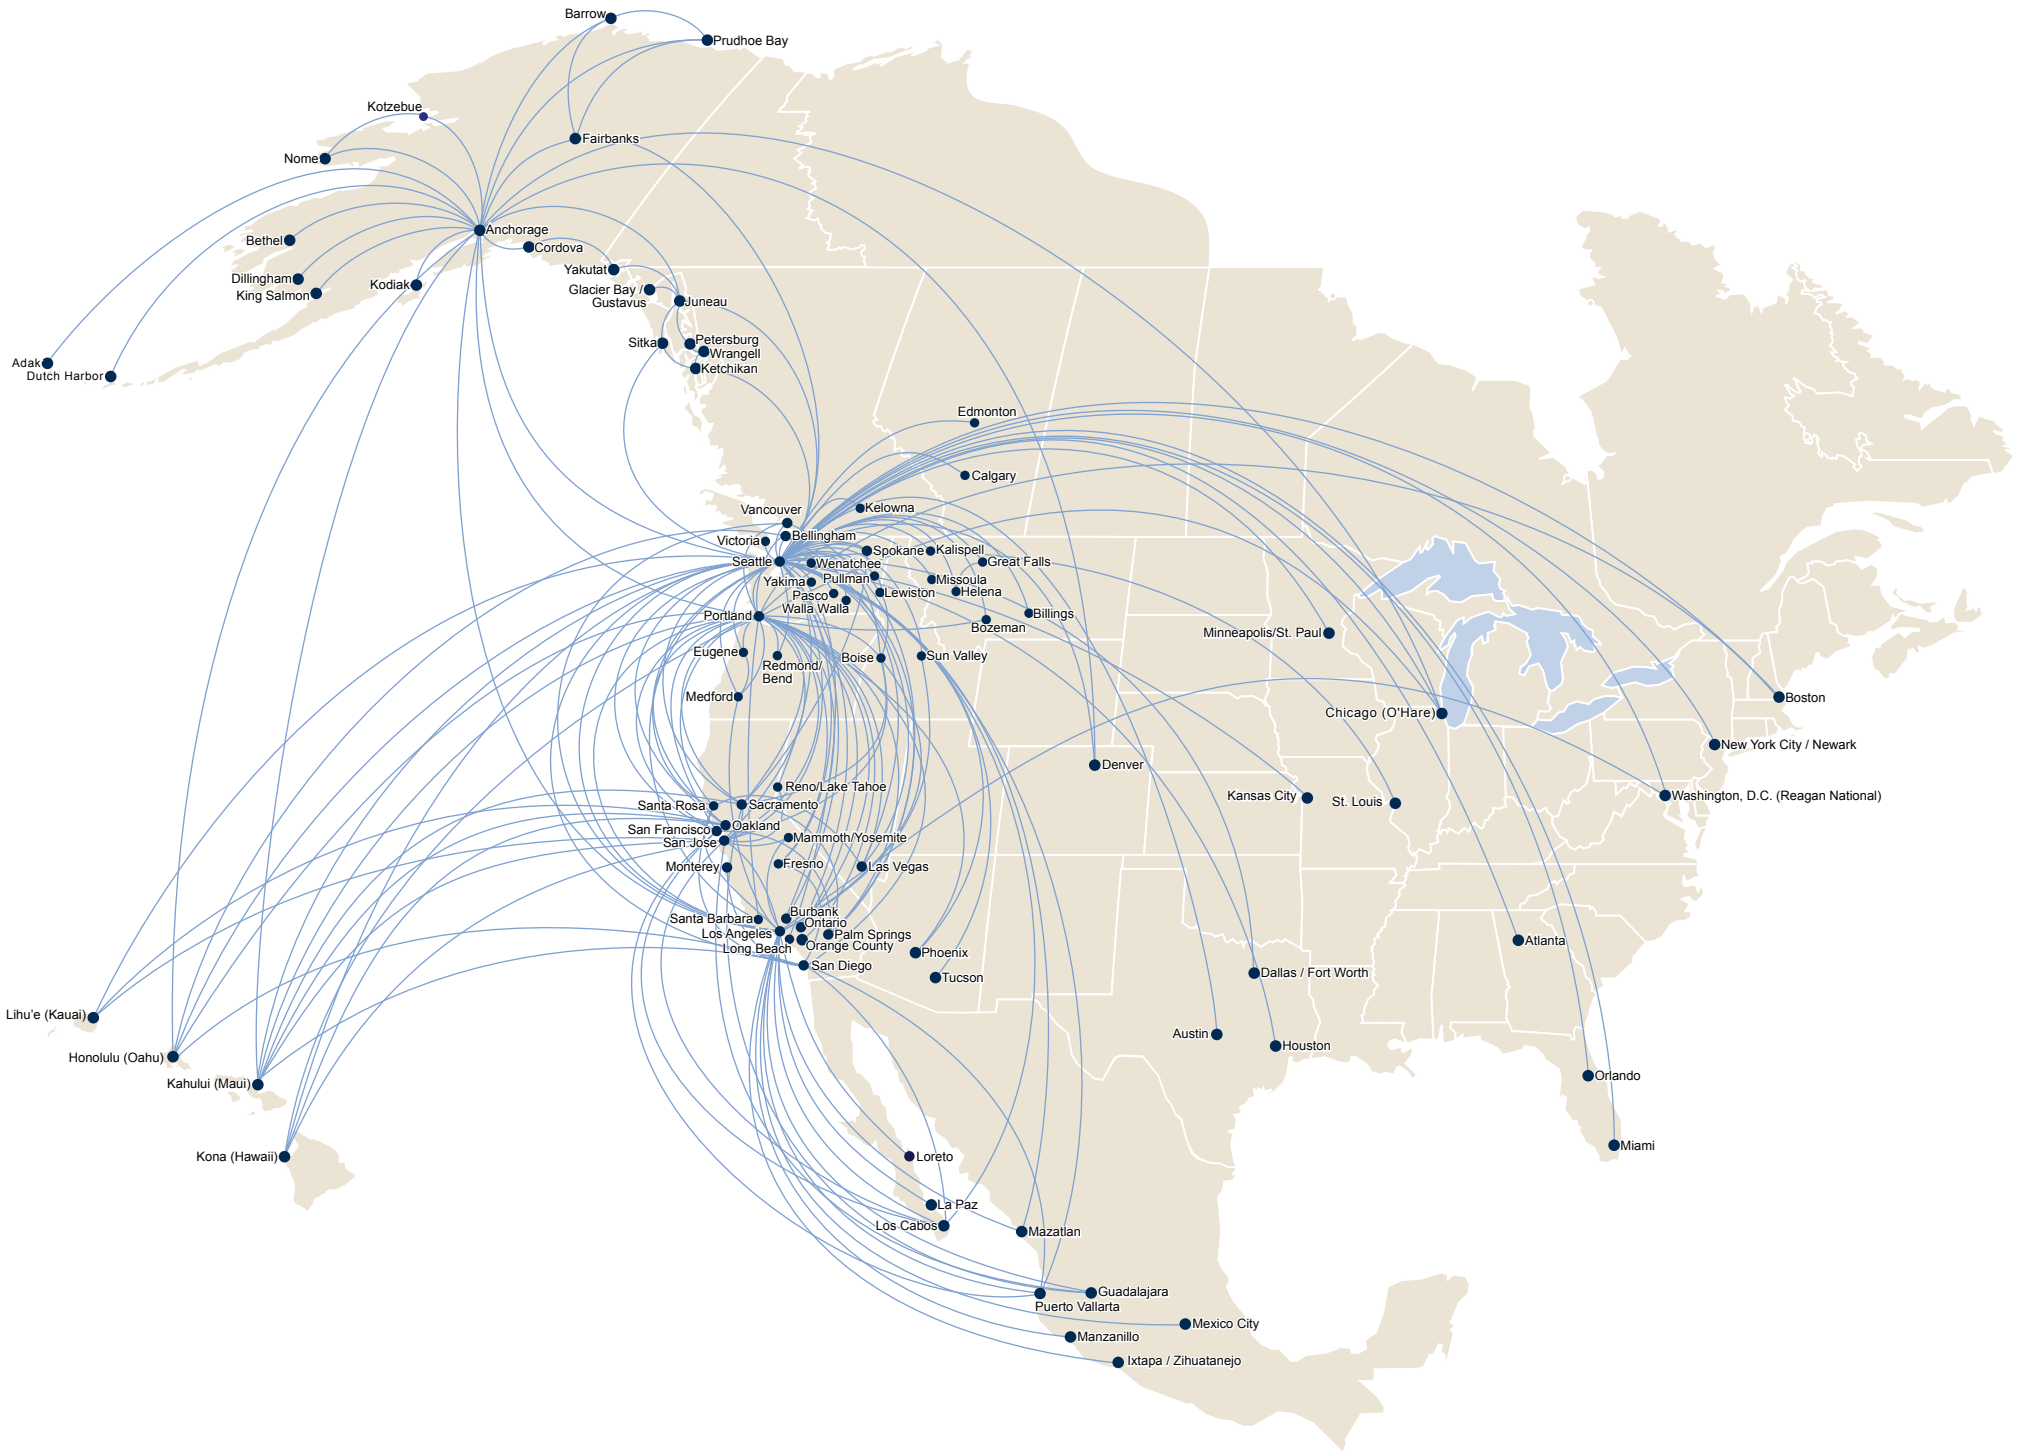 Barrow
Prudhoe Bay
Kotzebue
Fairbanks
Nome
Anchorage
Bethel
Cordova
Yakutat
Dillingham
King Salmon
Kodiak
Glacier Bay /
Gustavus
Juneau
Sitka
Petersburg
Wrangell
Ketchikan
Adak
Dutch Harbor
Edmonton
Calgary
Kelowna
Vancouver
Bellingham
Victoria
Seattle
Spokane
Kalispell
Wenatchee
Great Falls
Yakima
Pullman
Missoula
Pasco
Lewiston
Helena
Walla Walla
Portland
Billings
Bozeman
Minneapolis/St. Paul
Eugene
Redmond/
Bend
Boise
Sun Valley
Medford
Boston
Chicago (O'Hare)
New York City / Newark
Denver
Reno/Lake Tahoe
Kansas City
St. Louis
Washington, D.C. (Reagan National)
Santa Rosa
Sacramento
San Francisco
Oakland
San Jose
Mammoth/Yosemite
Monterey
Fresno
Las Vegas
Santa Barbara
Burbank
Ontario
Los Angeles
Palm Springs
Long Beach
Orange County
San Diego
Phoenix
Tucson
Atlanta
Dallas / Fort Worth
Austin
Houston
Orlando
Miami
Lihu'e (Kauai)
Honolulu (Oahu)
Kahului (Maui)
Kona (Hawaii)
Loreto
La Paz
Los Cabos
Mazatlan
Guadalajara
Puerto Vallarta
Mexico City
Manzanillo
Ixtapa / Zihuatanejo